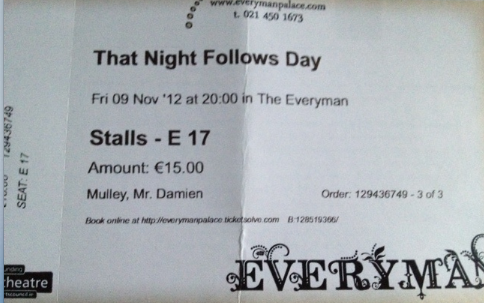 www.everymanpalace.com
t. 021 450 1673
That Night Follows Day
Fri 09 Nov '12 at 20:00 in The Everyman
Stalls - E 17
Amount: €15.00
Mulley, Mr. Damien
Order: 129436749 - 3 of 3
Book online at http://everymanpalace.ticketsolve.com B:128519366/
129436749
SEAT: E 17
unding
theatre
EVERYMA